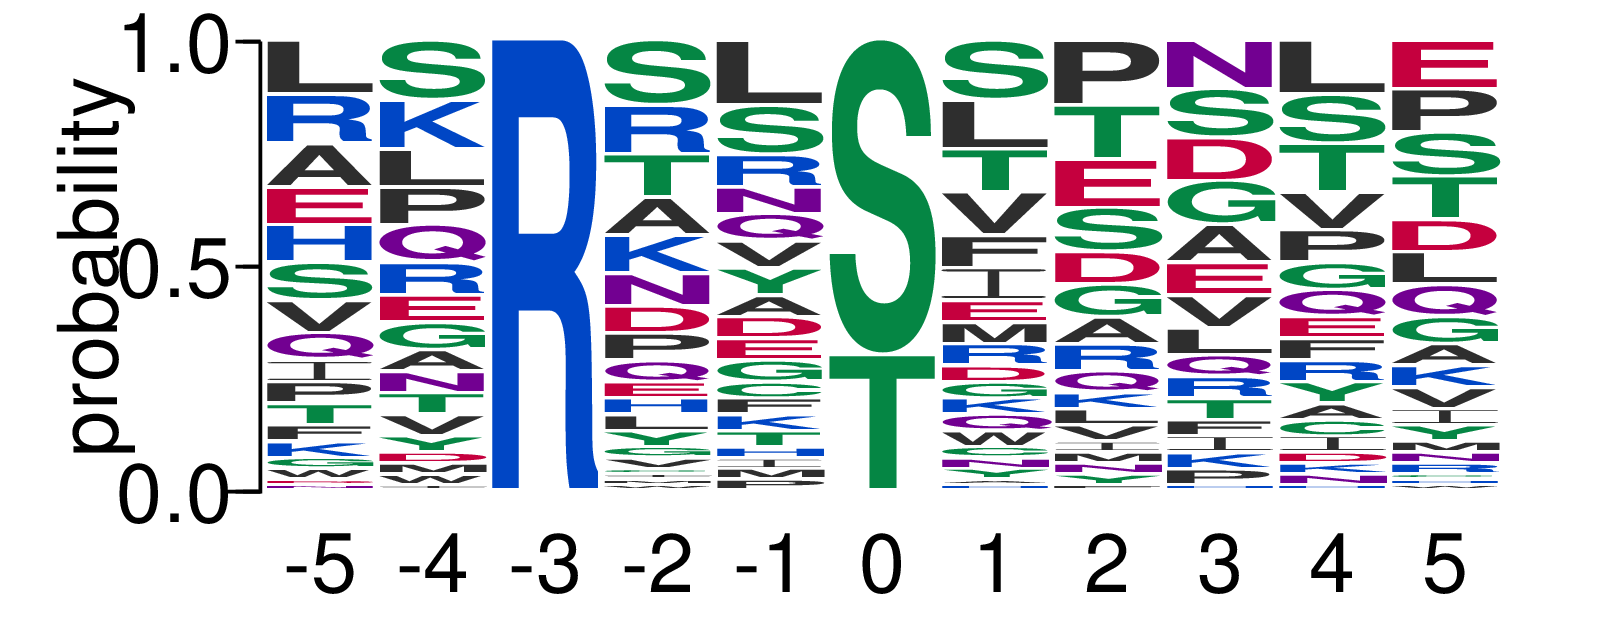 probability
1.0
0.5
0.0
L R A E H S V Q I P T F K G
S K L P Q R E G A N T V Y D M
R
S R T A K N D P Q E H L Y G V
L S R N Q V Y A D E G C F K T H I M P
S T
S L T V F I E M R D G K Q W C N Y
P T E S D G A R Q K L V I M N Y
N S D G A E V L Q R T F I K P H
L S T V P G Q E F R Y A C I D K N
E P S T D L Q G A K V I Y M N R
-5 -4 -3 -2 -1 0 1 2 3 4 5